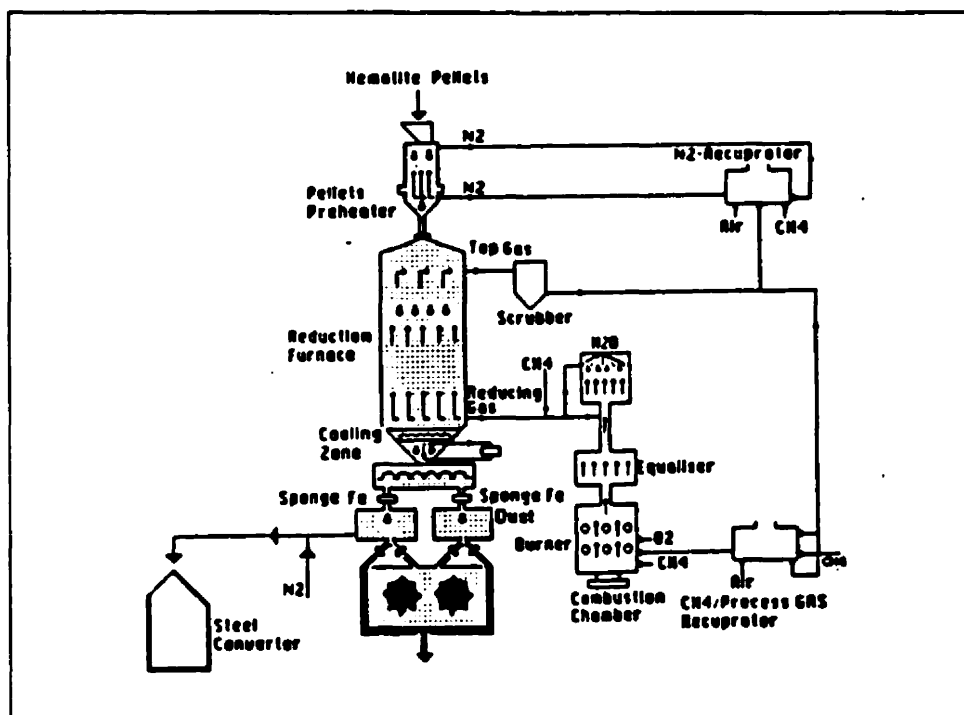 Hematite Pellets
N2
N2-Recuprator
Pellets
Preheater
N2
Air
CH4
Top Gas
Scrubber
Reduction
Furnace
H2O
CH4
Reducing
Gas
Cooling
Zone
Equaliser
Sponge Fe
Sponge Fe
Dust
Burner
O2
CH4
Air
Combustion
Chamber
CH4/Process GAS
Recuprator
N2
Steel
Converter